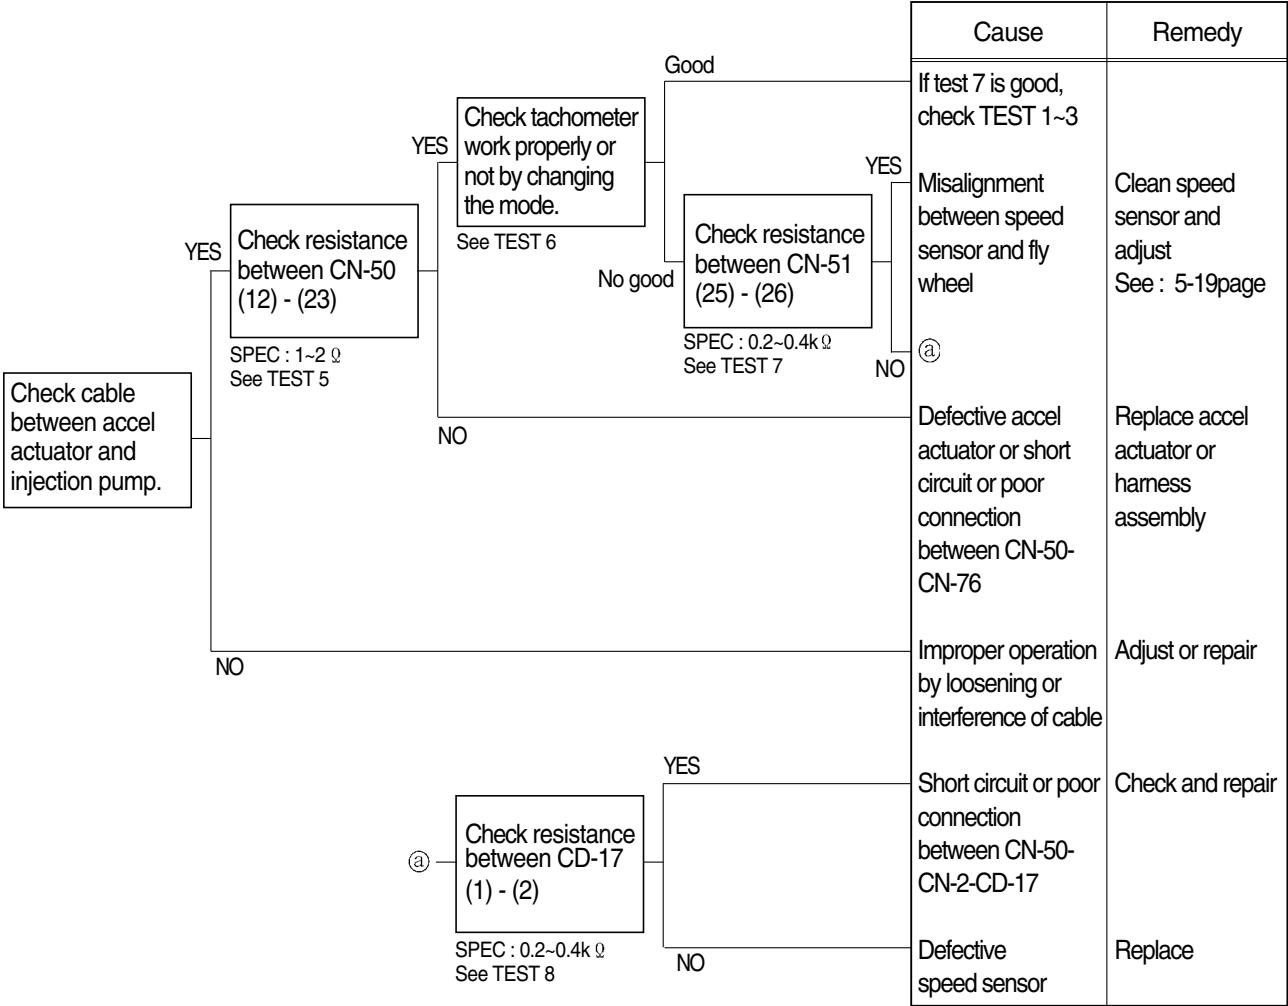 Cause
Remedy
Good
If test 7 is good,
check TEST 1~3
YES
Check tachometer
work properly or
not by changing
the mode.
See TEST 6
YES
Misalignment
between speed
sensor and fly
wheel
Clean speed
sensor and
adjust
See : 5-19page
YES
Check resistance
between CN-50
(12) - (23)
SPEC : 1~2 Ω
See TEST 5
No good
Check resistance
between CN-51
(25) - (26)
SPEC : 0.2~0.4k Ω
See TEST 7
NO
ⓐ
Check cable
between accel
actuator and
injection pump.
NO
Defective accel
actuator or short
circuit or poor
connection
between CN-50-
CN-76
Replace accel
actuator or
harness
assembly
NO
Improper operation
by loosening or
interference of cable
Adjust or repair
YES
Short circuit or poor
connection
between CN-50-
CN-2-CD-17
Check and repair
ⓐ
Check resistance
between CD-17
(1) - (2)
SPEC : 0.2~0.4k Ω
See TEST 8
NO
Defective
speed sensor
Replace